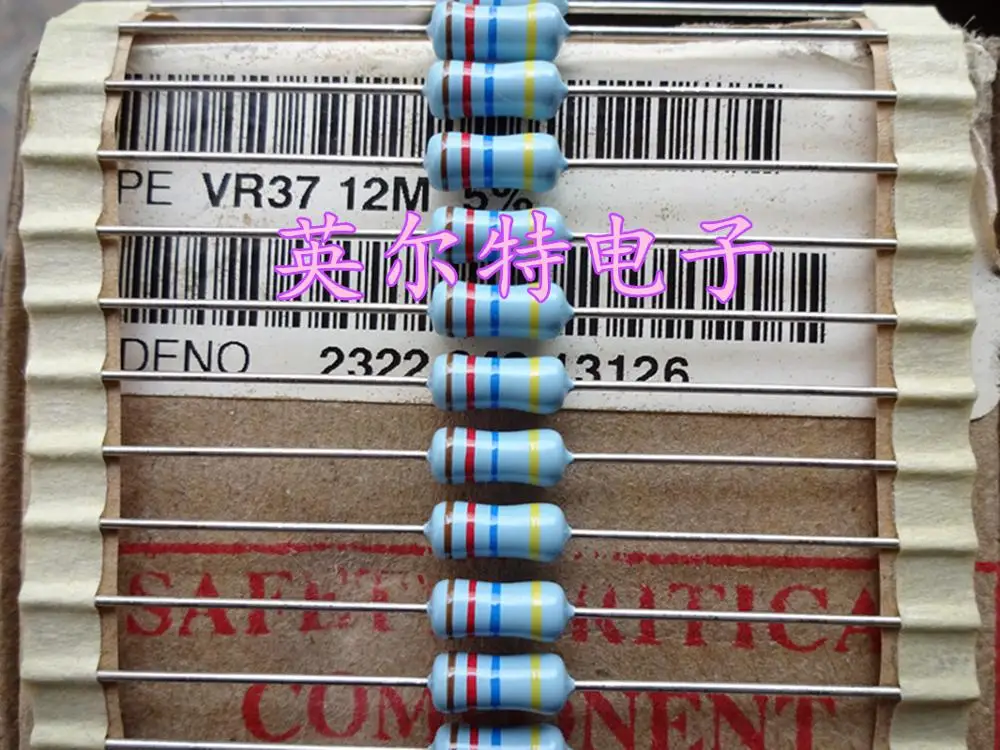 PE VR37 12M 5%
英尔特电子
DENO 2322 13126
SAFETY CRITICA
COMPONENT